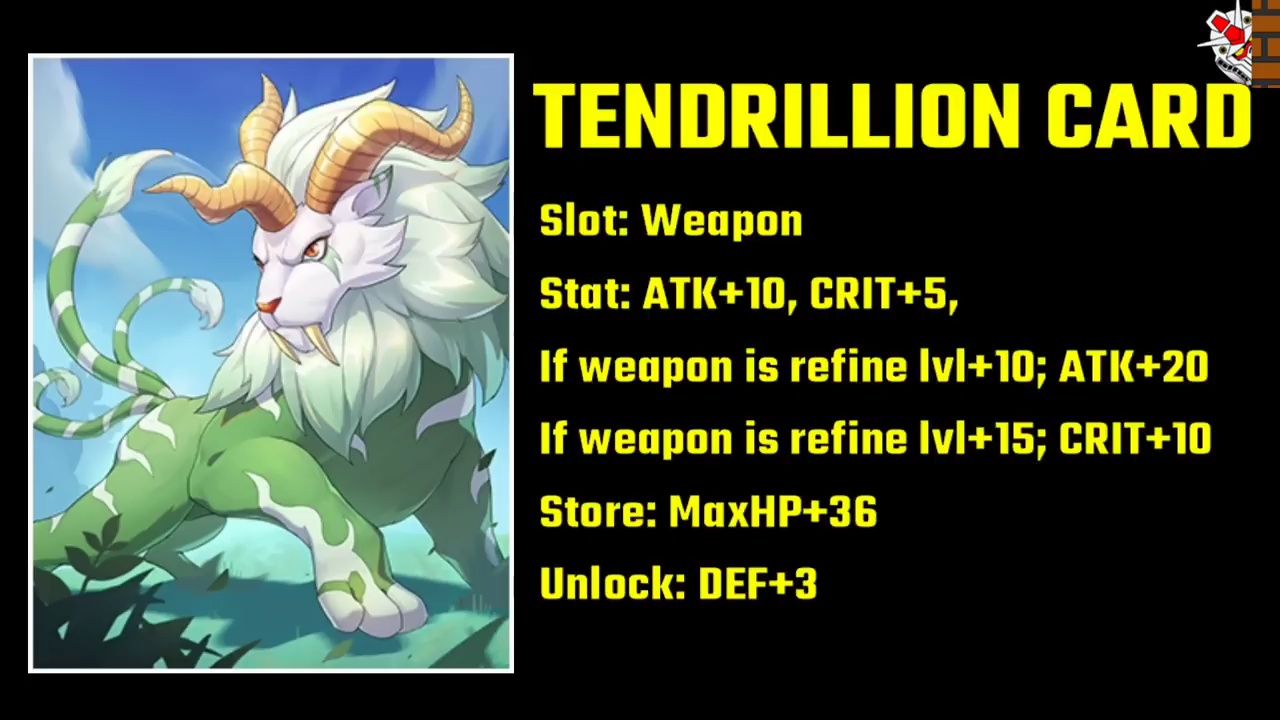 TENDRILLION CARD
Slot: Weapon
Stat: ATK+10, CRIT+5,
If weapon is refine lvl+10; ATK+20
If weapon is refine lvl+15; CRIT+10
Store: MaxHP+36
Unlock: DEF+3